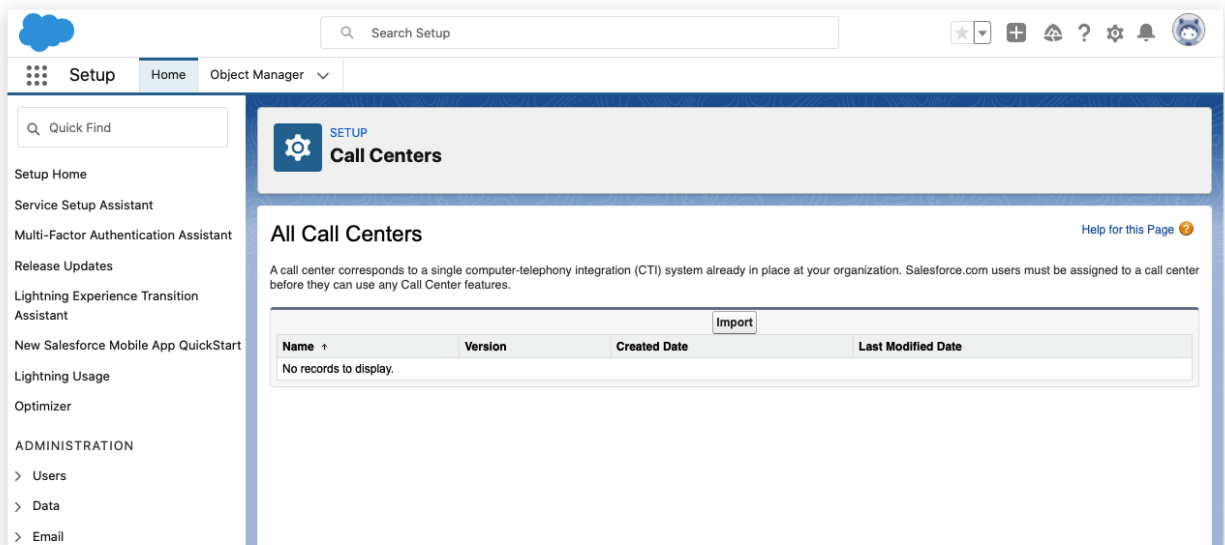 Search Setup
Setup
Home
Object Manager
Quick Find
Setup Home
Service Setup Assistant
Multi-Factor Authentication Assistant
Release Updates
Lightning Experience Transition
Assistant
New Salesforce Mobile App QuickStart
Lightning Usage
Optimizer
ADMINISTRATION
Users
Data
Email
SETUP
Call Centers
All Call Centers
Help for this Page
A call center corresponds to a single computer-telephony integration (CTI) system already in place at your organization. Salesforce.com users must be assigned to a call center
before they can use any Call Center features.
Import
Name ↑ Version Created Date Last Modified Date
No records to display.